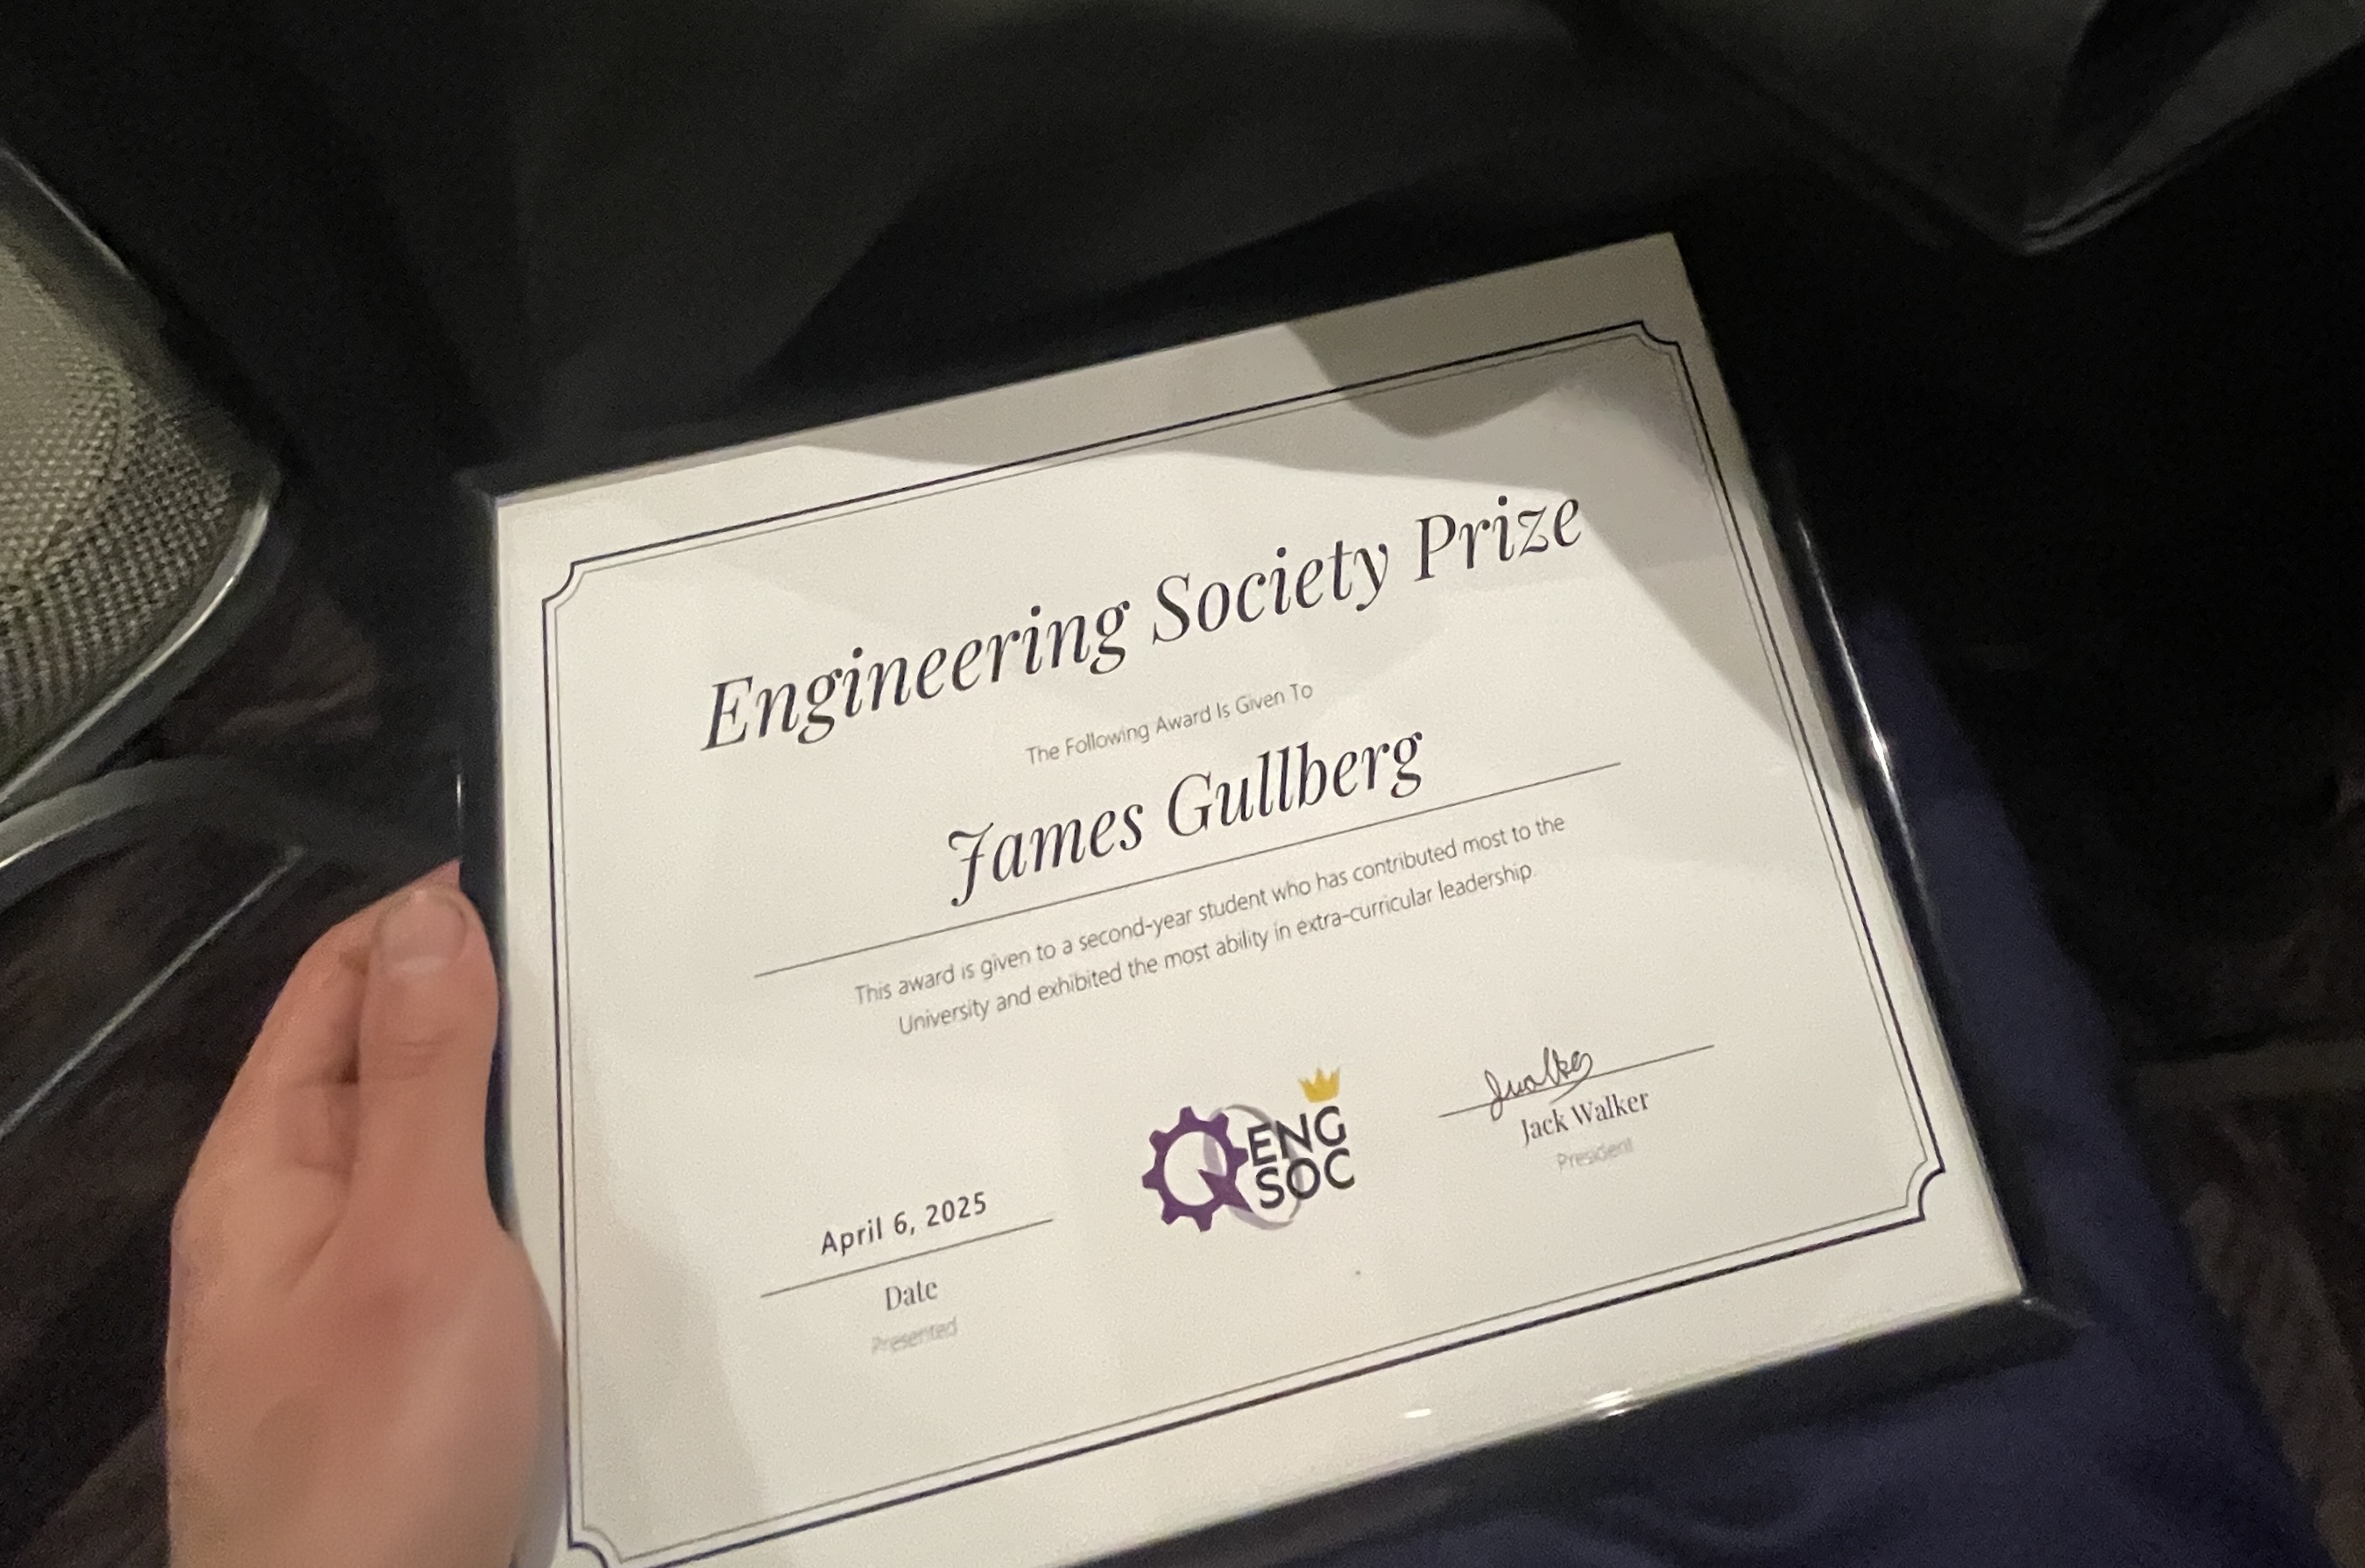 Engineering Society Prize
The Following Award Is Given To
James Gullberg
This award is given to a second-year student who has contributed most to the
University and exhibited the most ability in extra-curricular leadership.
ENG
SOC
JWalker
Jack Walker
President
April 6, 2025
Date
Presented